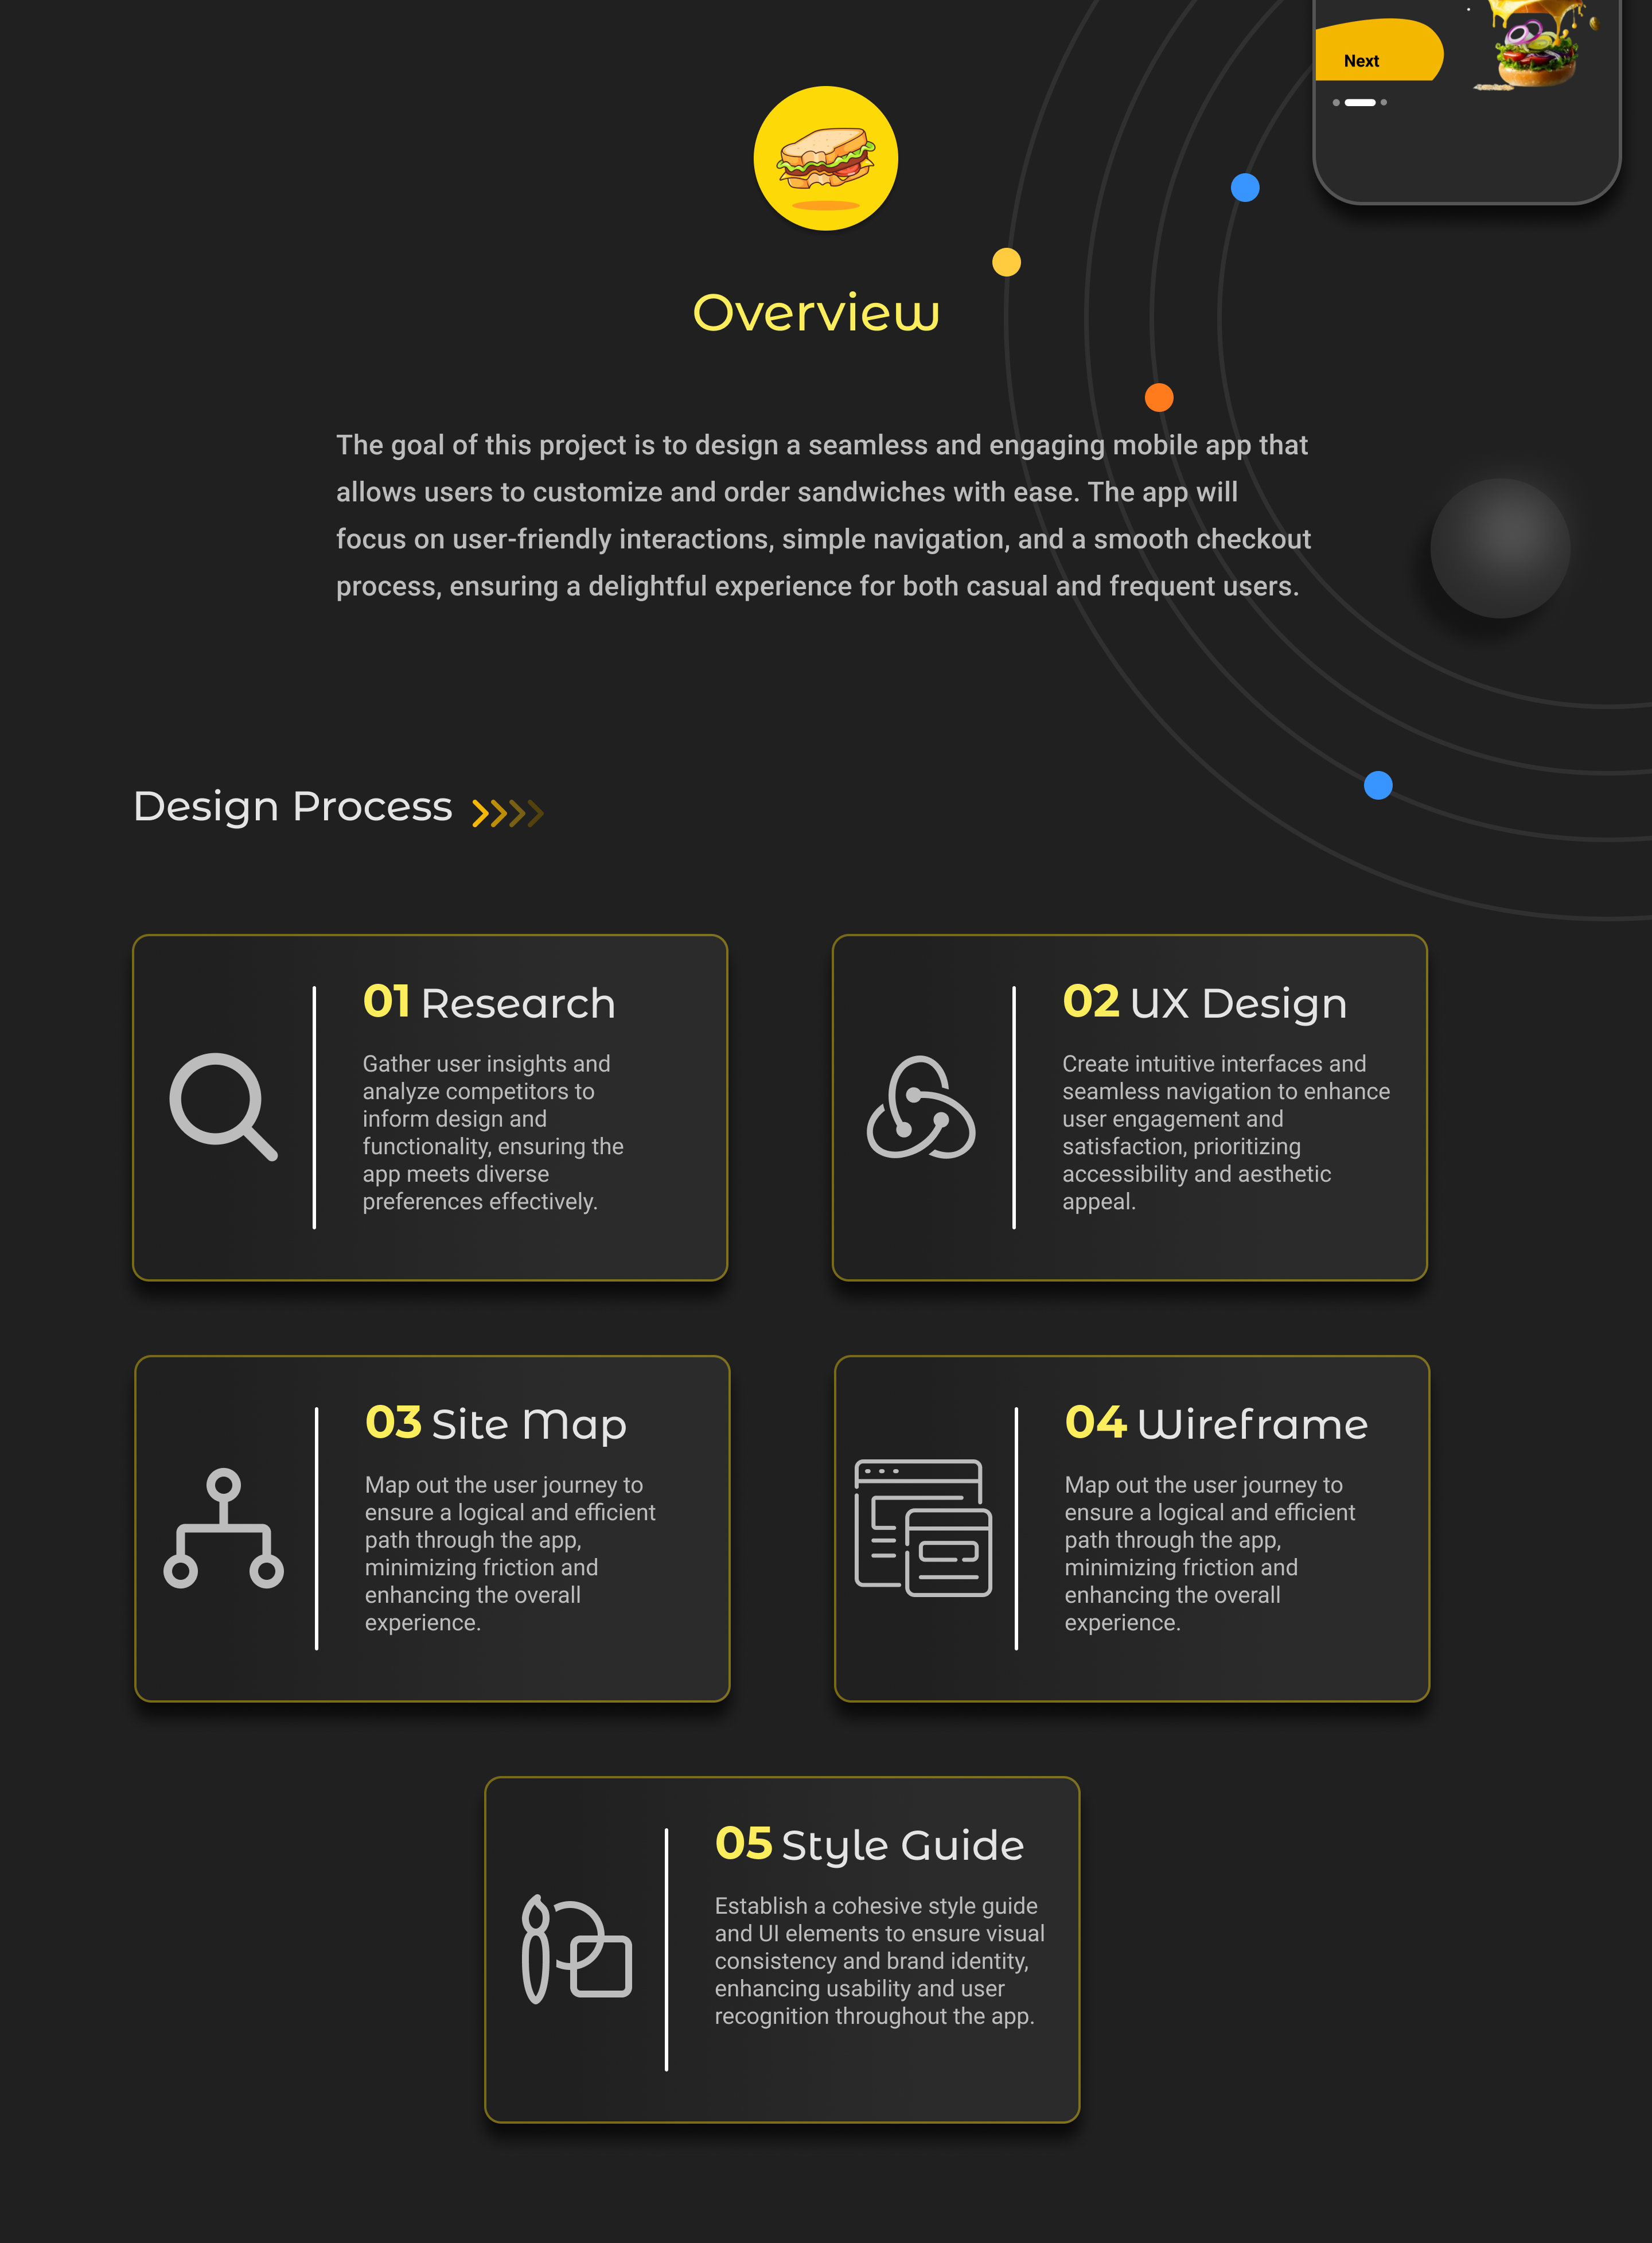 Next
Overview
The goal of this project is to design a seamless and engaging mobile app that
allows users to customize and order sandwiches with ease. The app will
focus on user-friendly interactions, simple navigation, and a smooth checkout
process, ensuring a delightful experience for both casual and frequent users.
Design Process
01 Research
Gather user insights and
analyze competitors to
inform design and
functionality, ensuring the
app meets diverse
preferences effectively.
02 UX Design
Create intuitive interfaces and
seamless navigation to enhance
user engagement and
satisfaction, prioritizing
accessibility and aesthetic
appeal.
03 Site Map
Map out the user journey to
ensure a logical and efficient
path through the app,
minimizing friction and
enhancing the overall
experience.
04 Wireframe
Map out the user journey to
ensure a logical and efficient
path through the app,
minimizing friction and
enhancing the overall
experience.
05 Style Guide
Establish a cohesive style guide
and UI elements to ensure visual
consistency and brand identity,
enhancing usability and user
recognition throughout the app.